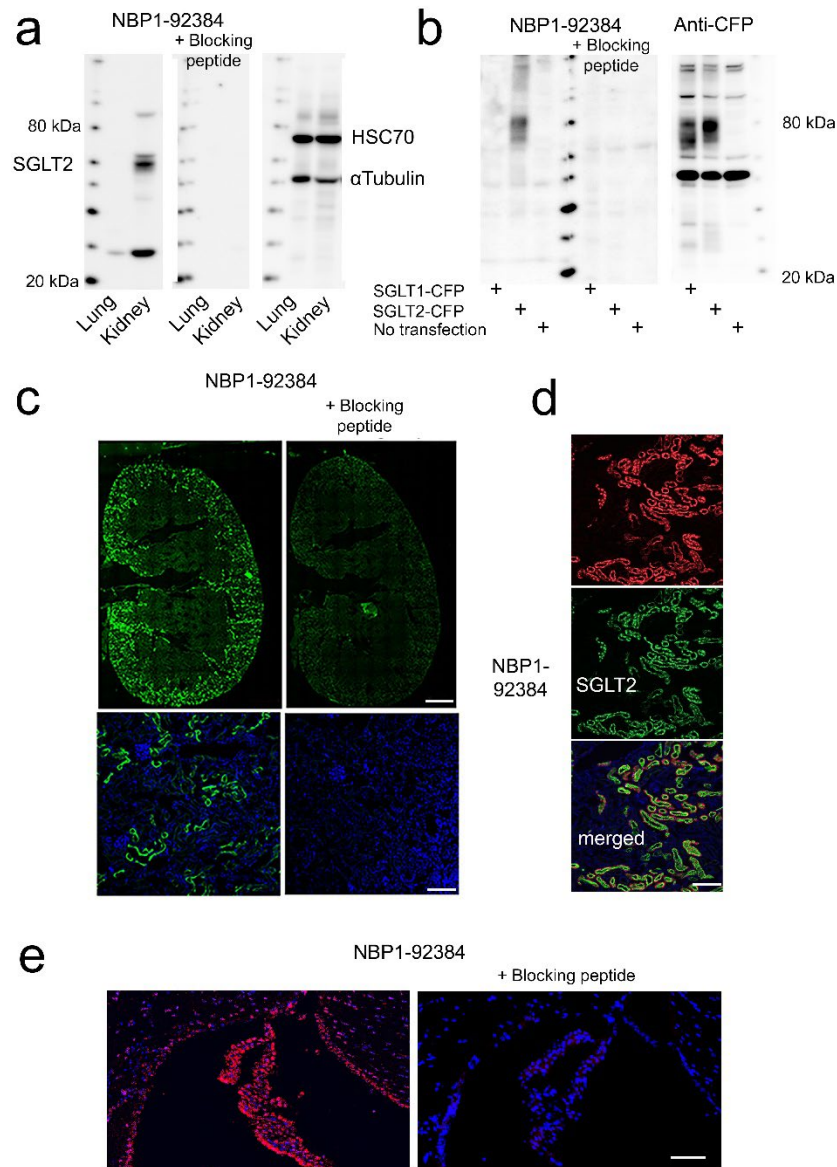 a
NBP1-92384
+ Blocking
peptide
80 kDa
SGLT2
20 kDa
HSC70
αTubulin
Lung
Kidney
Lung
Kidney
Lung
Kidney
b
NBP1-92384
+ Blocking
peptide
Anti-CFP
80 kDa
20 kDa
SGLT1-CFP + + +
SGLT2-CFP + + +
No transfection + + +
c
NBP1-92384
+ Blocking
peptide
d
NBP1-
92384
SGLT2
merged
e
NBP1-92384
+ Blocking peptide